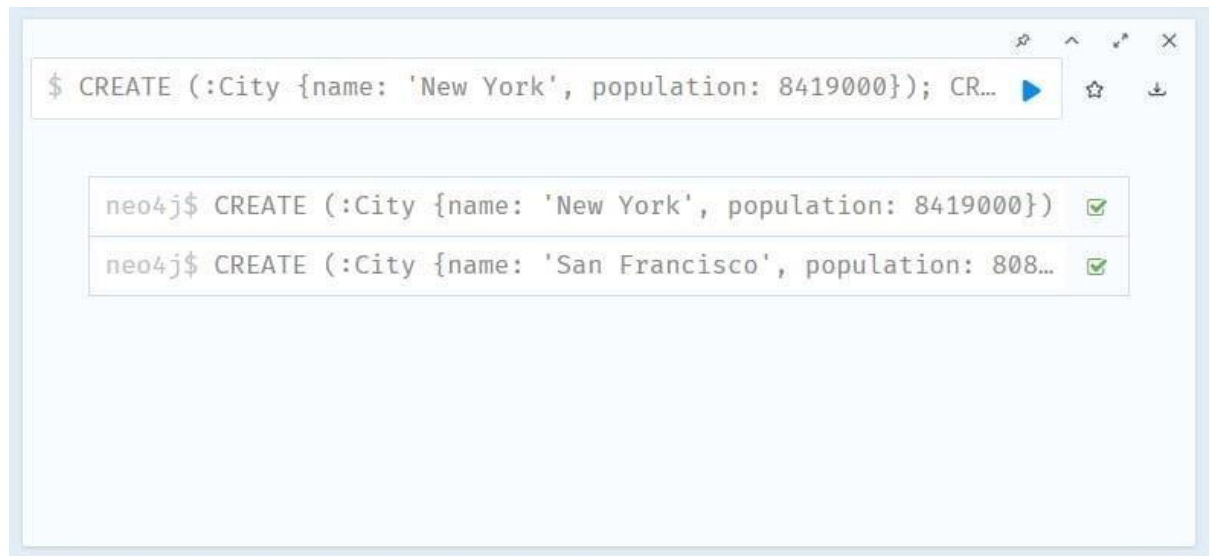 $ CREATE (:City {name: 'New York', population: 8419000}); CR…
neo4j$ CREATE (:City {name: 'New York', population: 8419000})
neo4j$ CREATE (:City {name: 'San Francisco', population: 808…